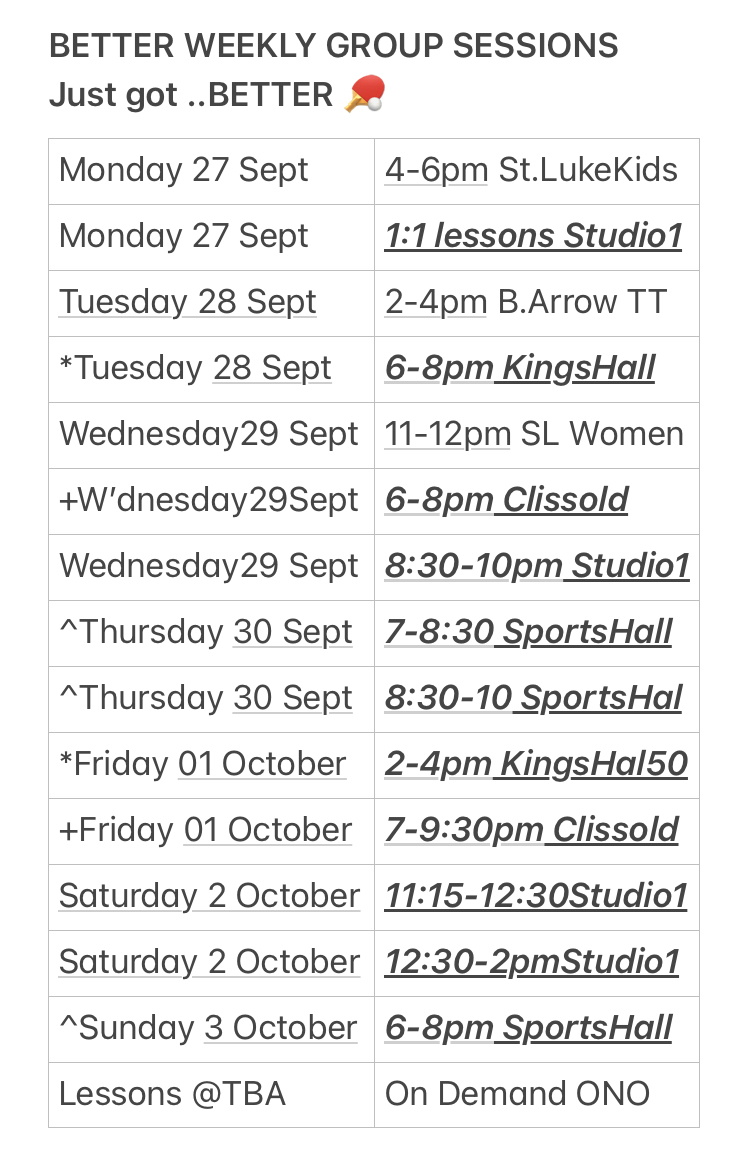 BETTER WEEKLY GROUP SESSIONS
Just got ..BETTER 🏓
Monday 27 Sept 4-6pm St.LukeKids
Monday 27 Sept 1:1 lessons Studio1
Tuesday 28 Sept 2-4pm B.Arrow TT
*Tuesday 28 Sept 6-8pm KingsHall
Wednesday29 Sept 11-12pm SL Women
+W’dnesday29Sept 6-8pm Clissold
Wednesday29 Sept 8:30-10pm Studio1
^Thursday 30 Sept 7-8:30 SportsHall
^Thursday 30 Sept 8:30-10 SportsHal
*Friday 01 October 2-4pm KingsHal50
+Friday 01 October 7-9:30pm Clissold
Saturday 2 October 11:15-12:30Studio1
Saturday 2 October 12:30-2pmStudio1
^Sunday 3 October 6-8pm SportsHall
Lessons @TBA On Demand ONO